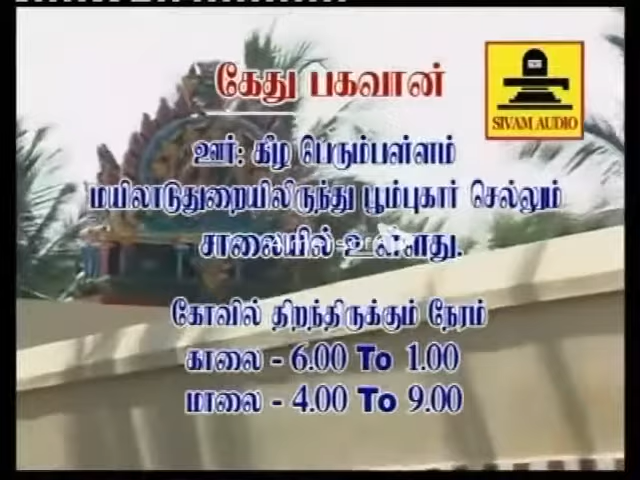 கேது பகவான்
SIVAM AUDIO
ஊர்: கீழ பெரும்பள்ளம்
மயிலாடுதுறையிலிருந்து பூம்புகார் செல்லும்
சாலையில் உள்ளது.
கோவில் திறந்திருக்கும் நேரம்
காலை - 6.00 To 1.00
மாலை - 4.00 To 9.00